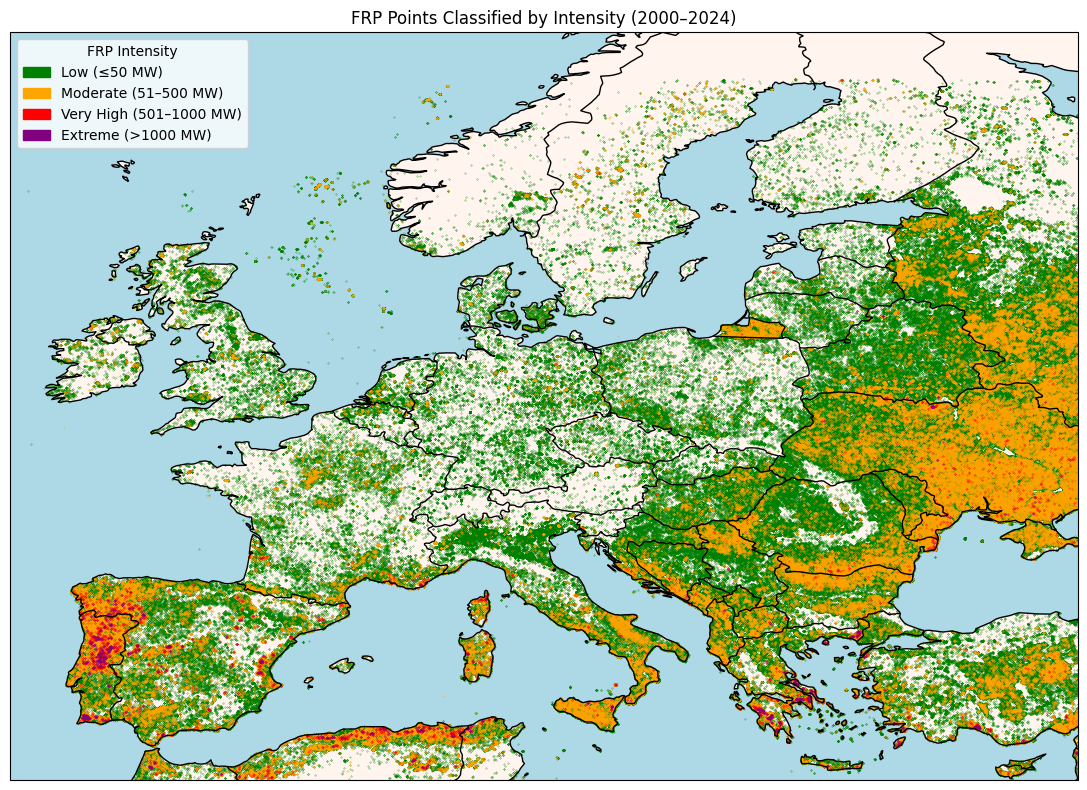 FRP Points Classified by Intensity (2000–2024)
FRP Intensity
Low (≤50 MW)
Moderate (51–500 MW)
Very High (501–1000 MW)
Extreme (>1000 MW)